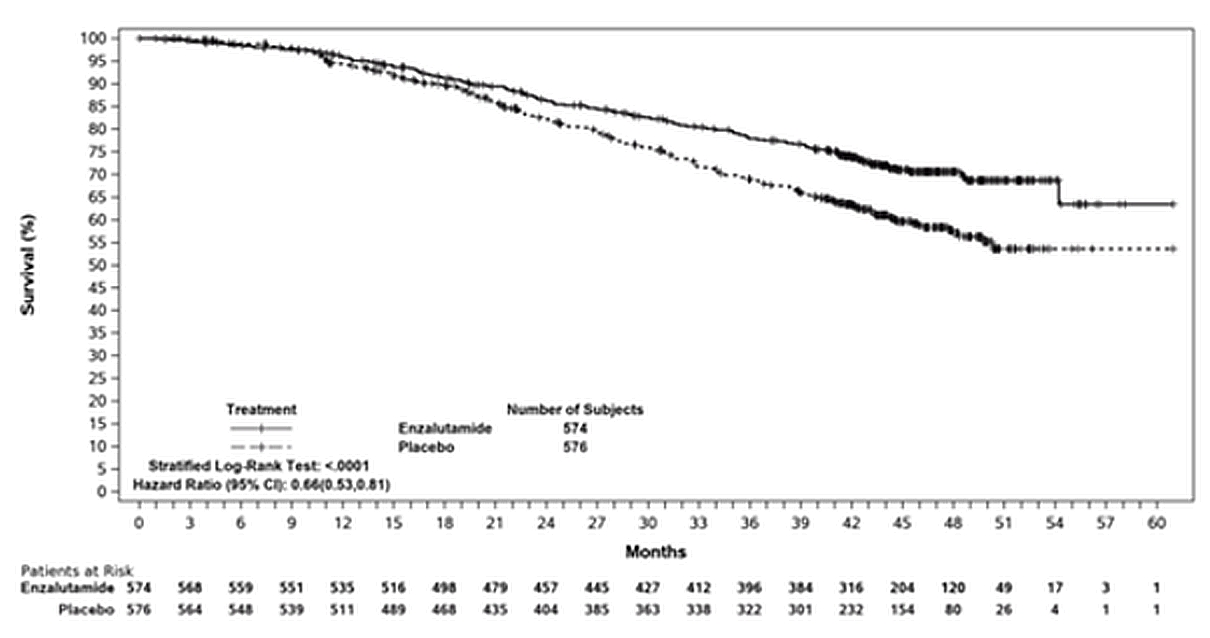 100
95
90
85
80
75
70
65
60
55
50
45
40
35
30
25
20
15
10
5
0
Survival (%)
Treatment Number of Subjects
Enzalutamide 574
Placebo 576
Stratified Log-Rank Test: <.0001
Hazard Ratio (95% CI): 0.66(0.53,0.81)
0 3 6 9 12 15 18 21 24 27 30 33 36 39 42 45 48 51 54 57 60
Months
Patients at Risk
Enzalutamide 574 568 559 551 535 516 498 479 457 445 427 412 396 384 316 204 120 49 17 3 1
Placebo 576 564 548 539 511 489 468 435 404 385 363 338 322 301 232 154 80 26 4 1 1